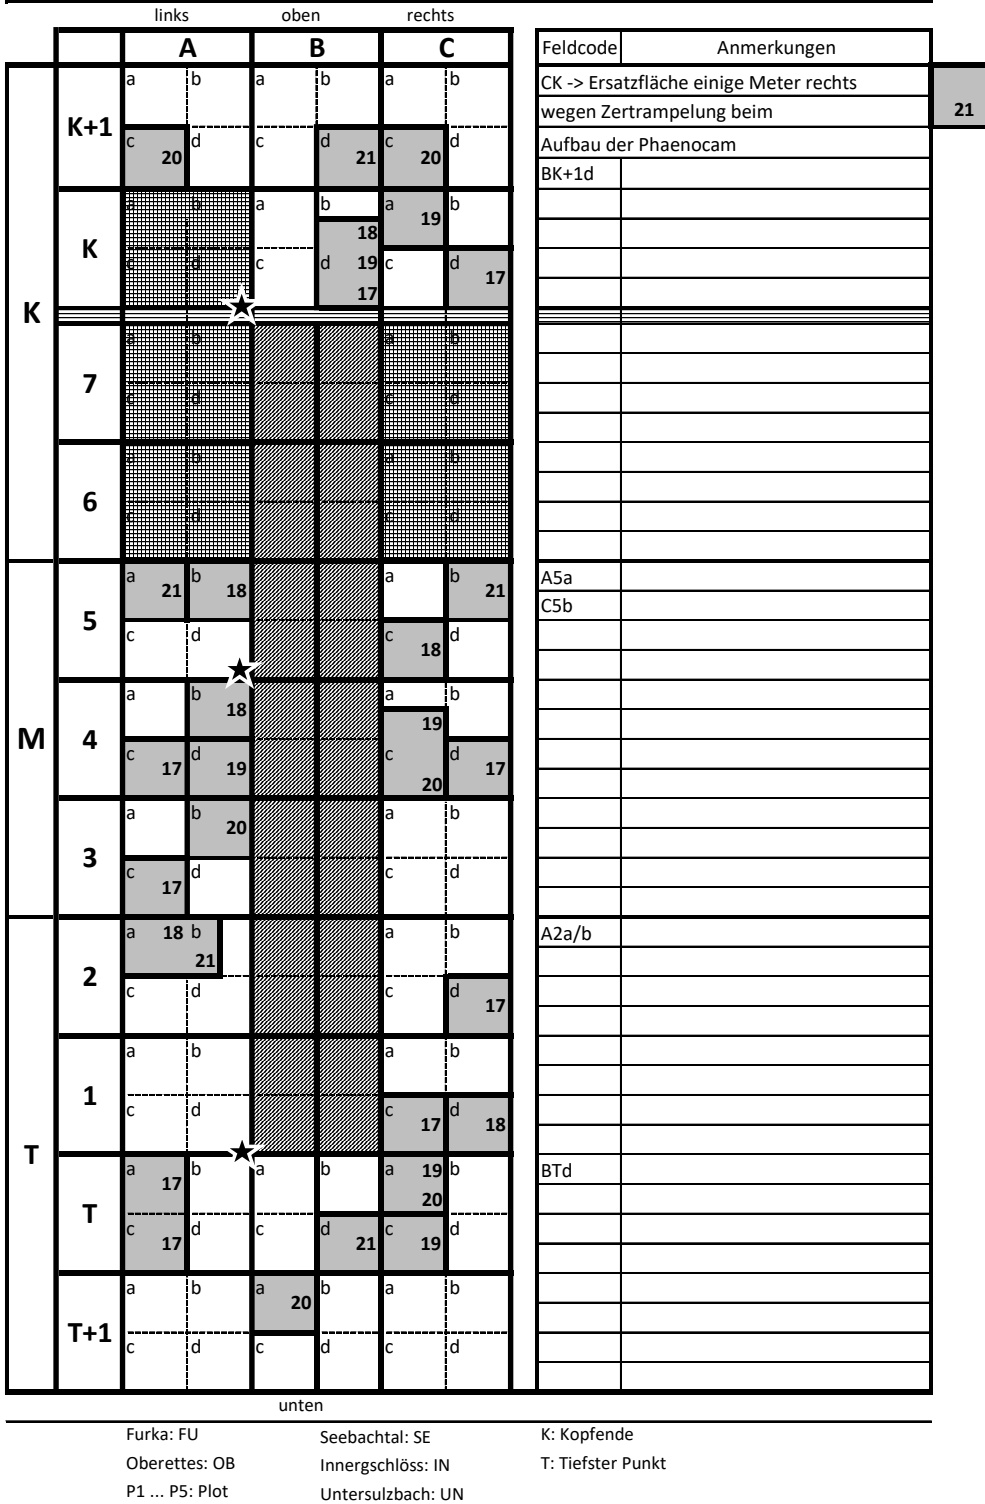 links oben rechts
A B C Feldcode Anmerkungen
a b a b a b CK -> Ersatzfläche einige Meter rechts
K+1 wegen Zertrampelung beim 21
c 20 d c d 21 c 20 d Aufbau der Phaenocam
BK+1d
a b a b a 19 b
K 18
c d c d 19 c d 17
17
K
a b a b
7
c d c d
a b a b
6
c d c d
a 21 b 18 a b 21 A5a
C5b
5
c d c 18 d
a b 18 a b
19
M 4
c 17 d 19 c d 17
20
a b 20 a b
3
c 17 d c d
a 18 b a b A2a/b
21
2
c d c d 17
a b a b
1
c d c 17 d 18
T
a 17 b a b a 19 b BTd
20
T
c 17 d c d 21 c 19 d
a b a 20 b a b
T+1
c d c d c d
unten
Furka: FU Seebachtal: SE K: Kopfende
Oberettes: OB Innergschlöss: IN T: Tiefster Punkt
P1 ... P5: Plot Untersulzbach: UN